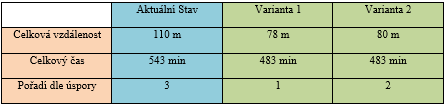 Aktuální Stav Varianta 1 Varianta 2
Celková vzdálenost 110 m 78 m 80 m
Celkový čas 543 min 483 min 483 min
Pořadí dle úspory 3 1 2